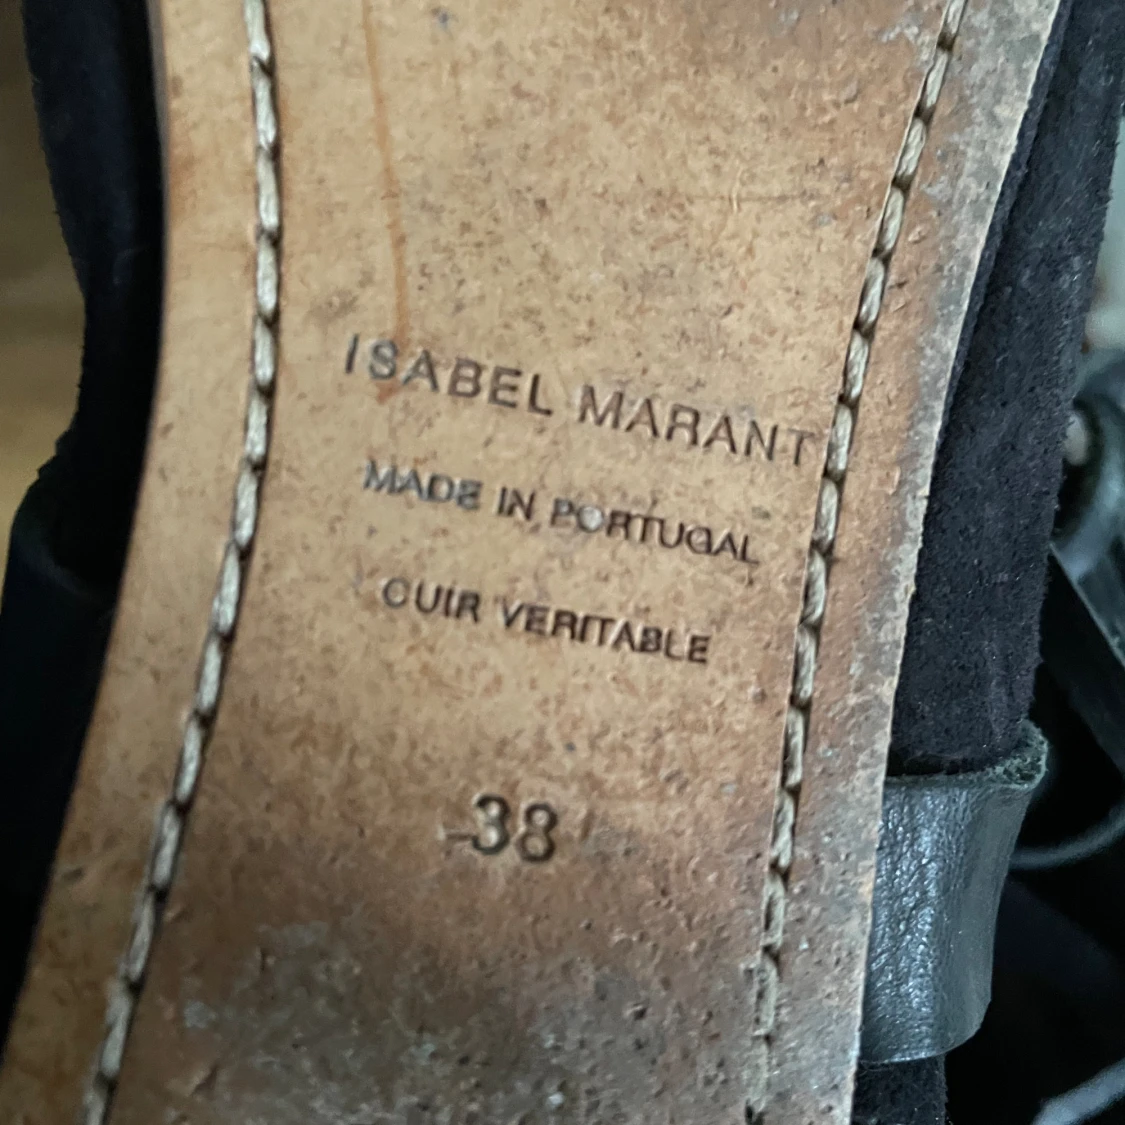 ISABEL MARANT
MADE IN PORTUGAL
CUIR VERITABLE
38